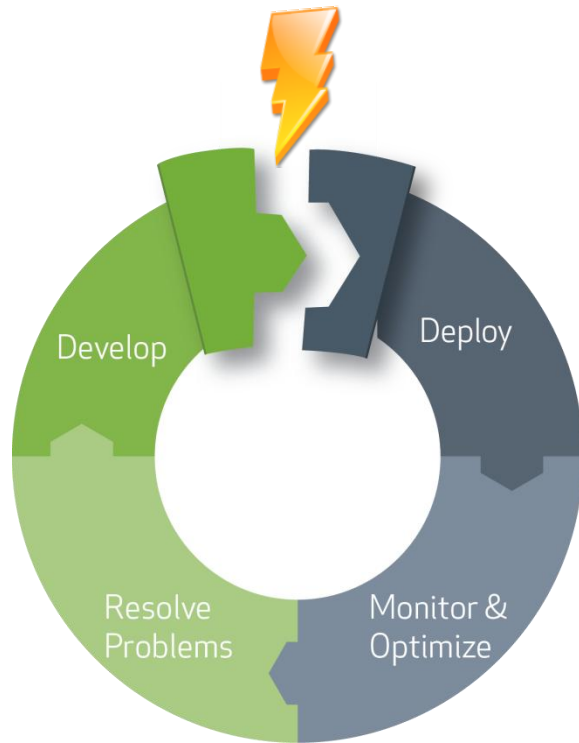 Develop
Deploy
Resolve
Problems
Monitor &
Optimize